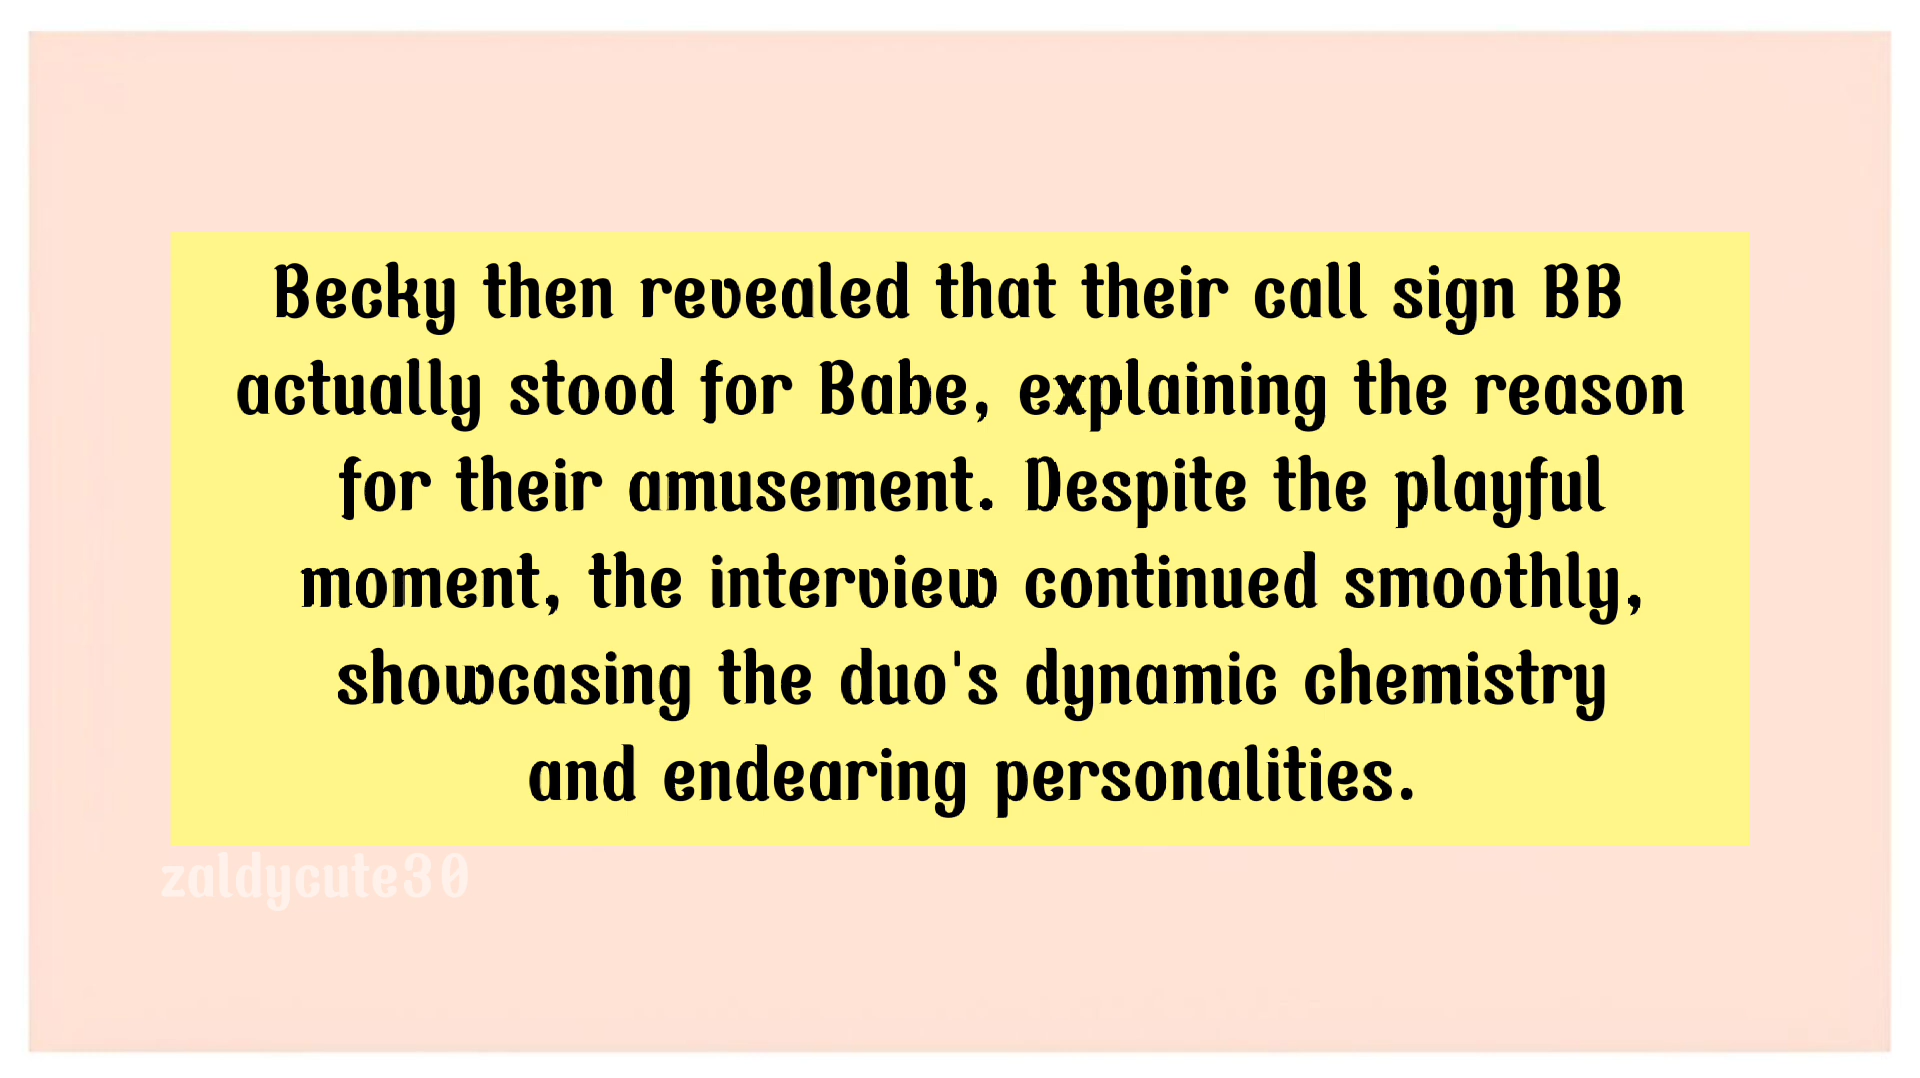 Becky then revealed that their call sign BB
actually stood for Babe, explaining the reason
for their amusement. Despite the playful
moment, the interview continued smoothly,
showcasing the duo's dynamic chemistry
and endearing personalities.
zaldycute30